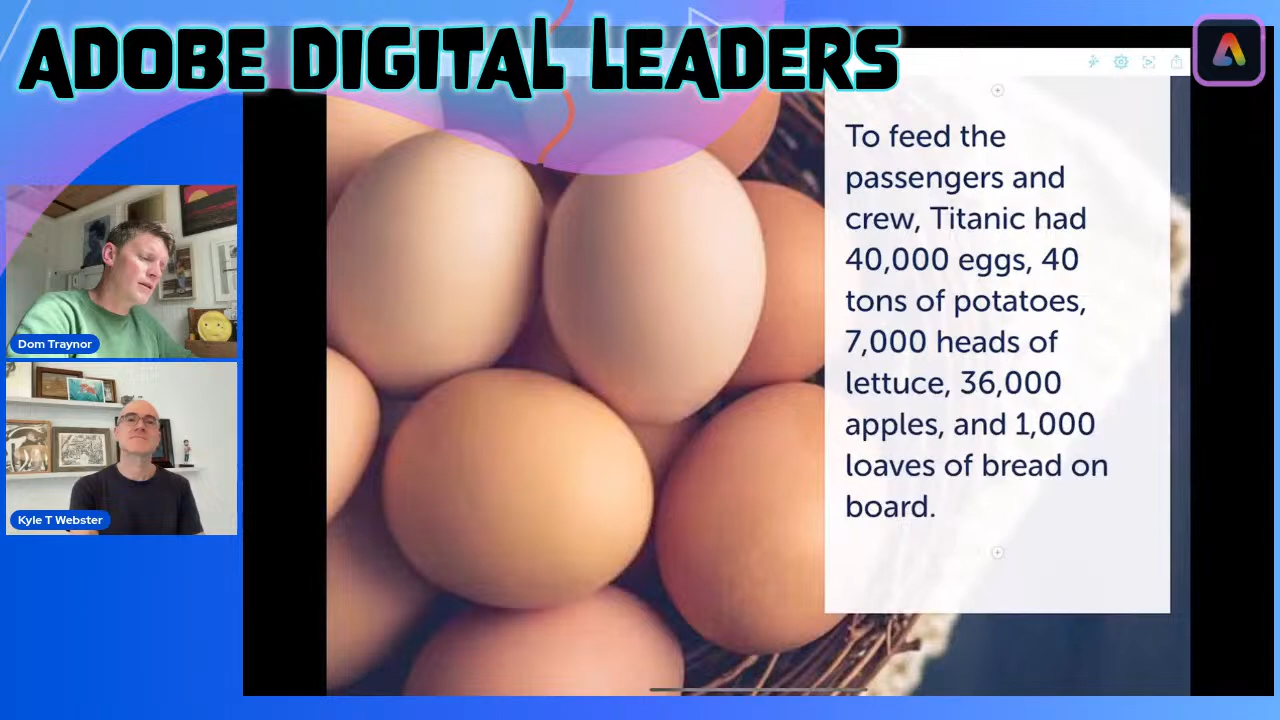 ADOBE DIGITAL LEADERS
To feed the
passengers and
crew, Titanic had
40,000 eggs, 40
tons of potatoes,
7,000 heads of
lettuce, 36,000
apples, and 1,000
loaves of bread on
board.
Dom Traynor
Kyle T Webster